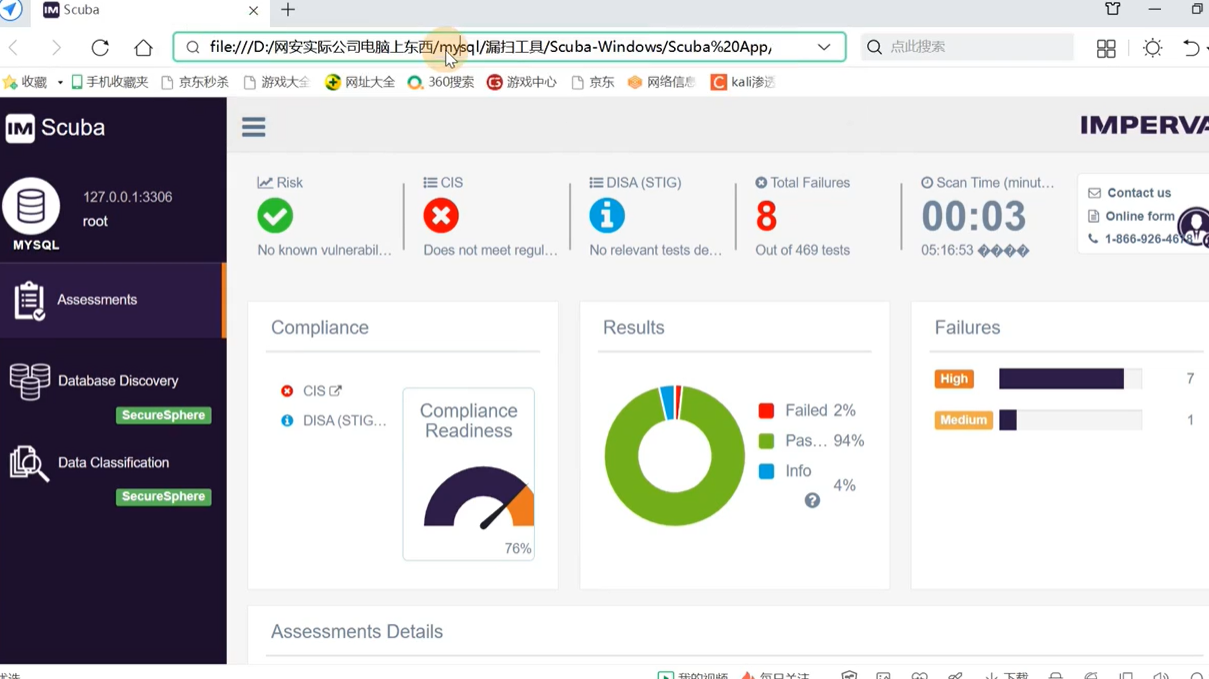 IM Scuba
file:///D:/网安实际公司电脑上东西/mysql/漏扫工具/Scuba-Windows/Scuba%20App/
点此搜索
收藏 手机收藏夹 京东秒杀 游戏大全 网址大全 360搜索 游戏中心 京东 网络信息 kali渗透
IM Scuba
IMPERVA
127.0.0.1:3306
root
MYSQL
Assessments
Database Discovery
SecureSphere
Data Classification
SecureSphere
Risk
No known vulnerabil...
CIS
Does not meet regul...
DISA (STIG)
No relevant tests de...
Total Failures
8
Out of 469 tests
Scan Time (minut...
00:03
05:16:53 ����
Contact us
Online form
1-866-926-46
Compliance
CIS
DISA (STIG...
Compliance
Readiness
76%
Results
Failed 2%
Pas... 94%
Info
4%
Failures
High 7
Medium 1
Assessments Details
我的视频 每日关注 下载